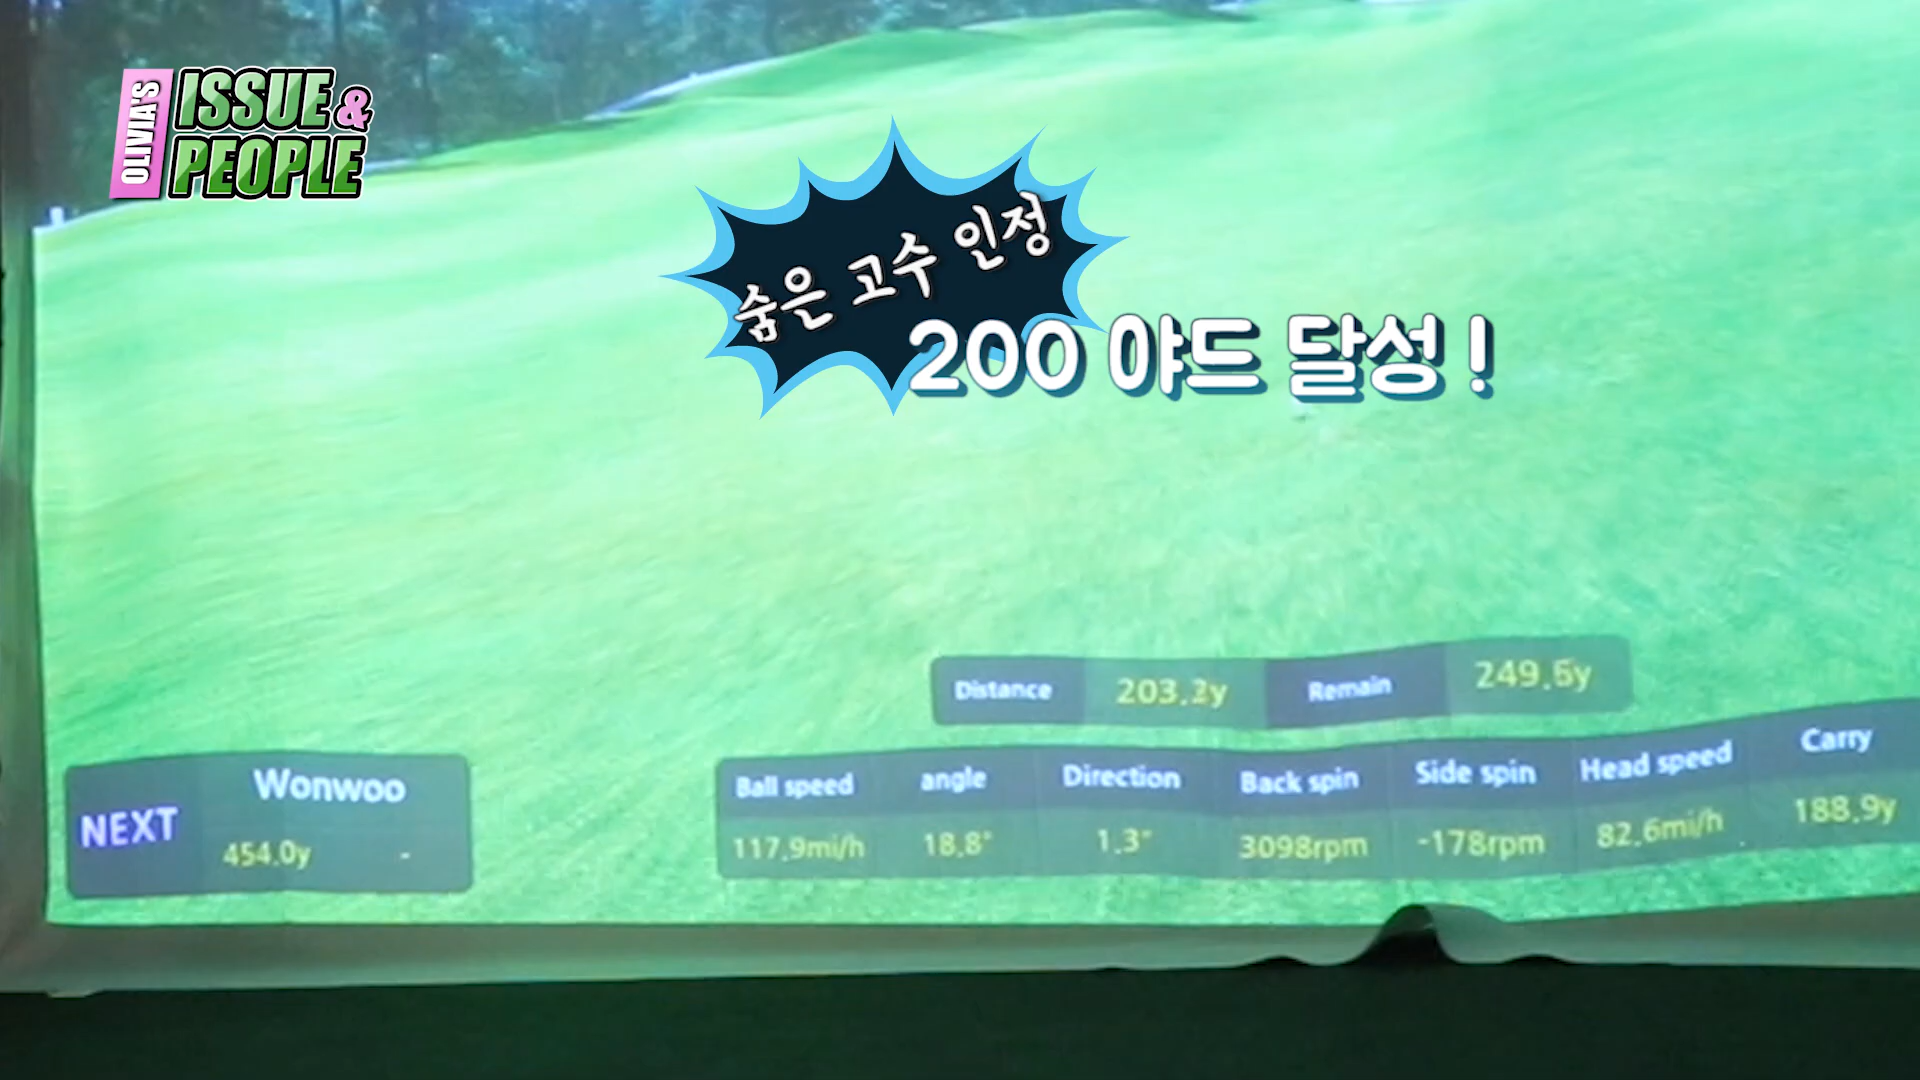 OLIVIA'S
ISSUE &
PEOPLE
숨은 고수 인정
200 야드 달성!
Distance 203.2y Remain 249.6y
NEXT Wonwoo
454.0y -
Ball speed angle Direction Back spin Side spin Head speed Carry
117.9mi/h 18.8° 1.3° 3098rpm -178rpm 82.6mi/h 188.9y